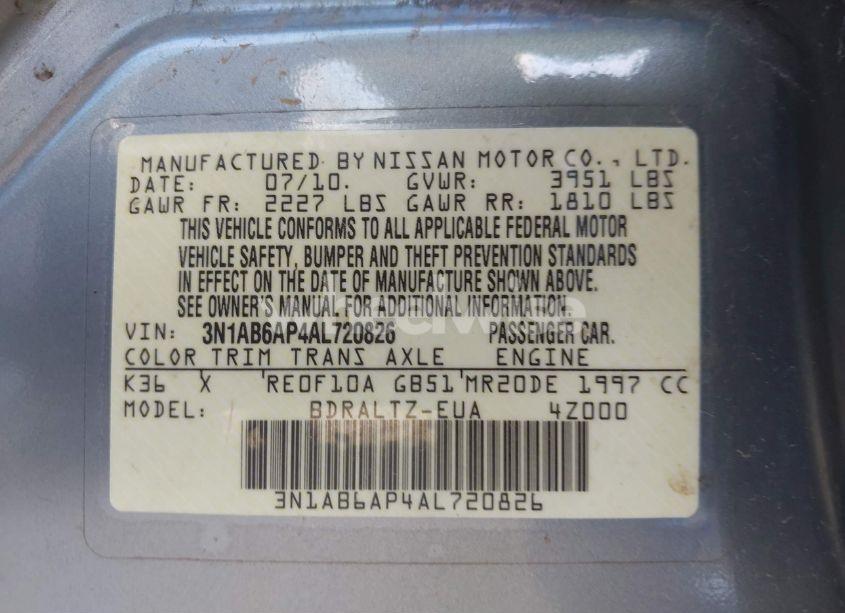 MANUFACTURED BY NISSAN MOTOR CO., LTD.
DATE: 07/10. GVWR: 3951 LBS
GAWR FR: 2227 LBS GAWR RR: 1810 LBS
THIS VEHICLE CONFORMS TO ALL APPLICABLE FEDERAL MOTOR
VEHICLE SAFETY, BUMPER AND THEFT PREVENTION STANDARDS
IN EFFECT ON THE DATE OF MANUFACTURE SHOWN ABOVE.
SEE OWNER'S MANUAL FOR ADDITIONAL INFORMATION.
VIN: 3N1AB6AP4AL720826 PASSENGER CAR.
COLOR TRIM TRANS AXLE ENGINE
K36 X RE0F10A GB51 MR20DE 1997 CC
MODEL: BDRALTZ-EUA 4Z000
3N1AB6AP4AL720826